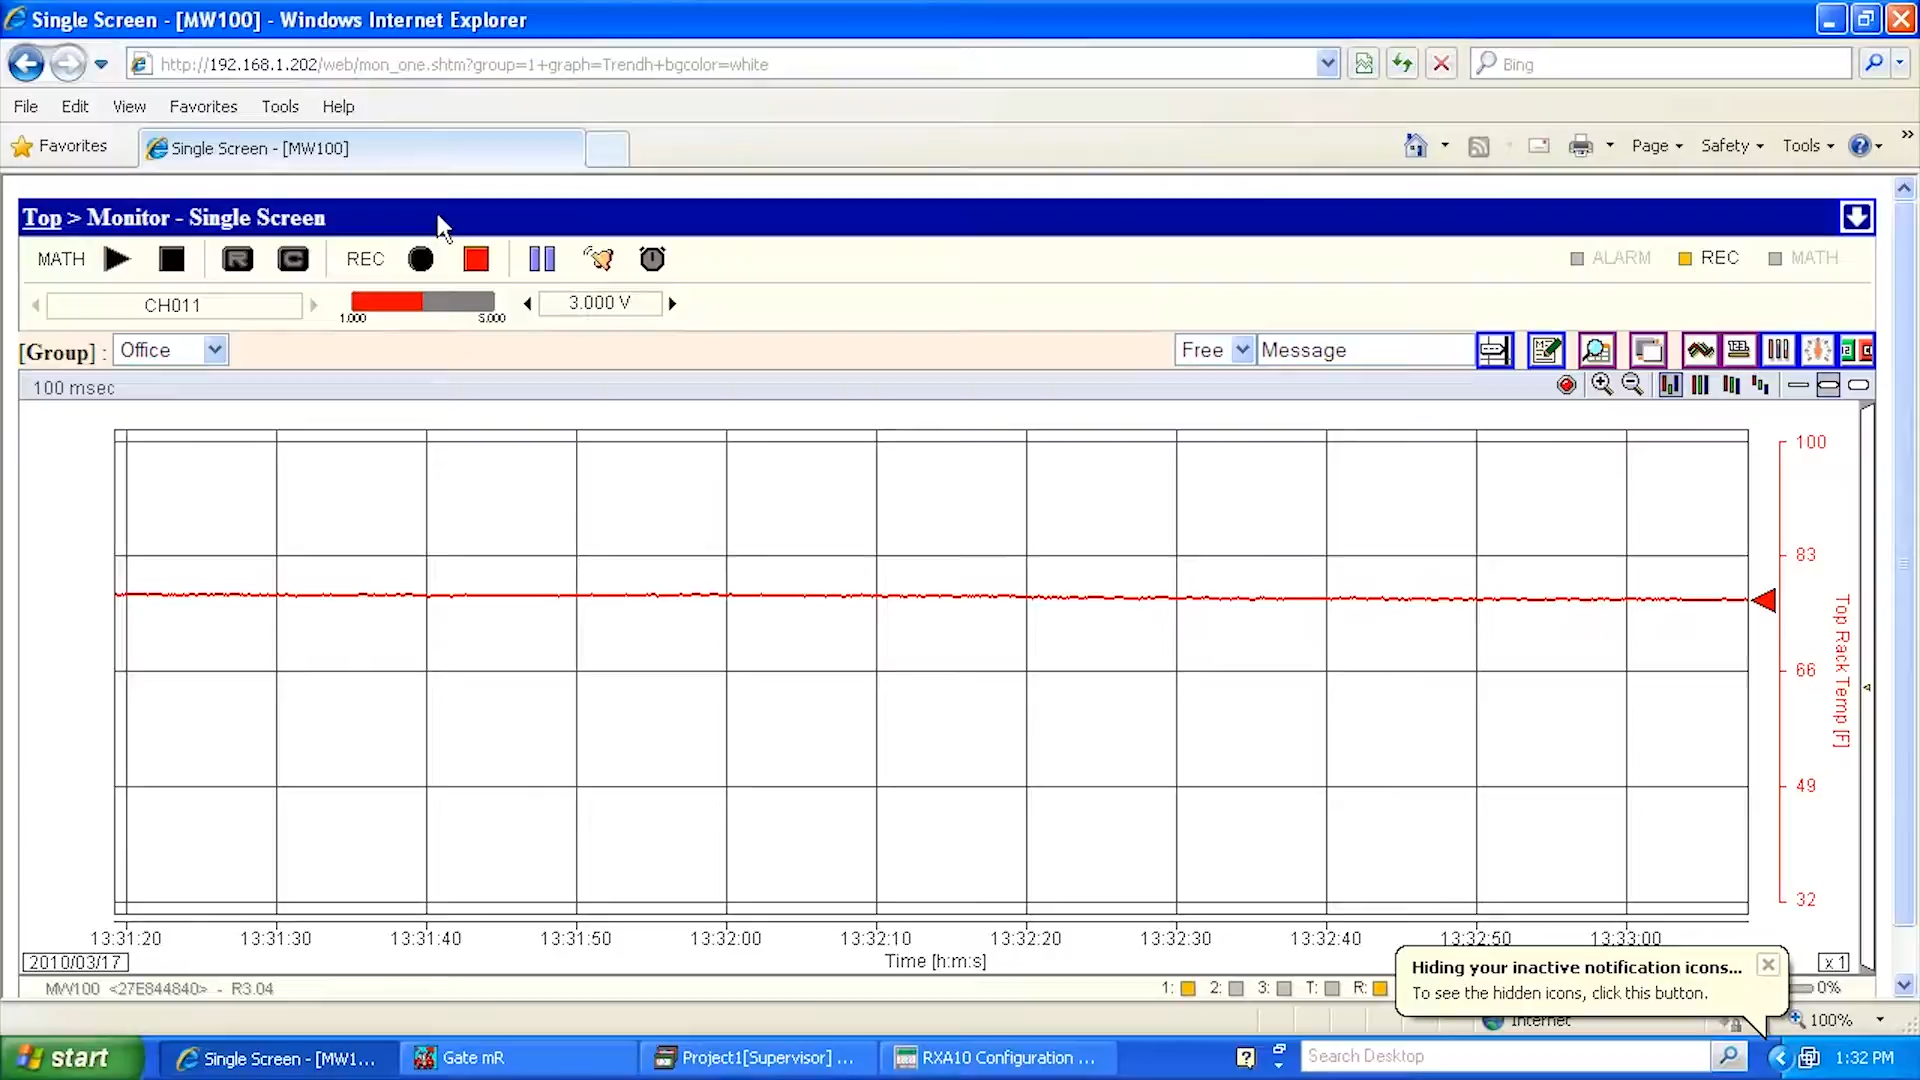 Single Screen - [MW100] - Windows Internet Explorer
http://192.168.1.202/web/mon_one.shtm?group=1+graph=Trendh+bgcolor=white
Bing
File Edit View Favorites Tools Help
Favorites
Single Screen - [MW100]
Page Safety Tools
Top > Monitor - Single Screen
MATH R C REC ALARM REC MATH
CH011 1.000 5.000 3.000 V
[Group] : Office Free Message
100 msec
100
83
66
49
32
Top Rack Temp [F]
13:31:20 13:31:30 13:31:40 13:31:50 13:32:00 13:32:10 13:32:20 13:32:30 13:32:40 13:32:50 13:33:00
2010/03/17 Time [h:m:s] x 1
MW100 <27E844840> - R3.04 1: 2: 3: T: R: 0%
Hiding your inactive notification icons...
To see the hidden icons, click this button.
Internet 100%
start Single Screen - [MW1... Gate mR Project1[Supervisor] ... RXA10 Configuration ... Search Desktop 1:32 PM